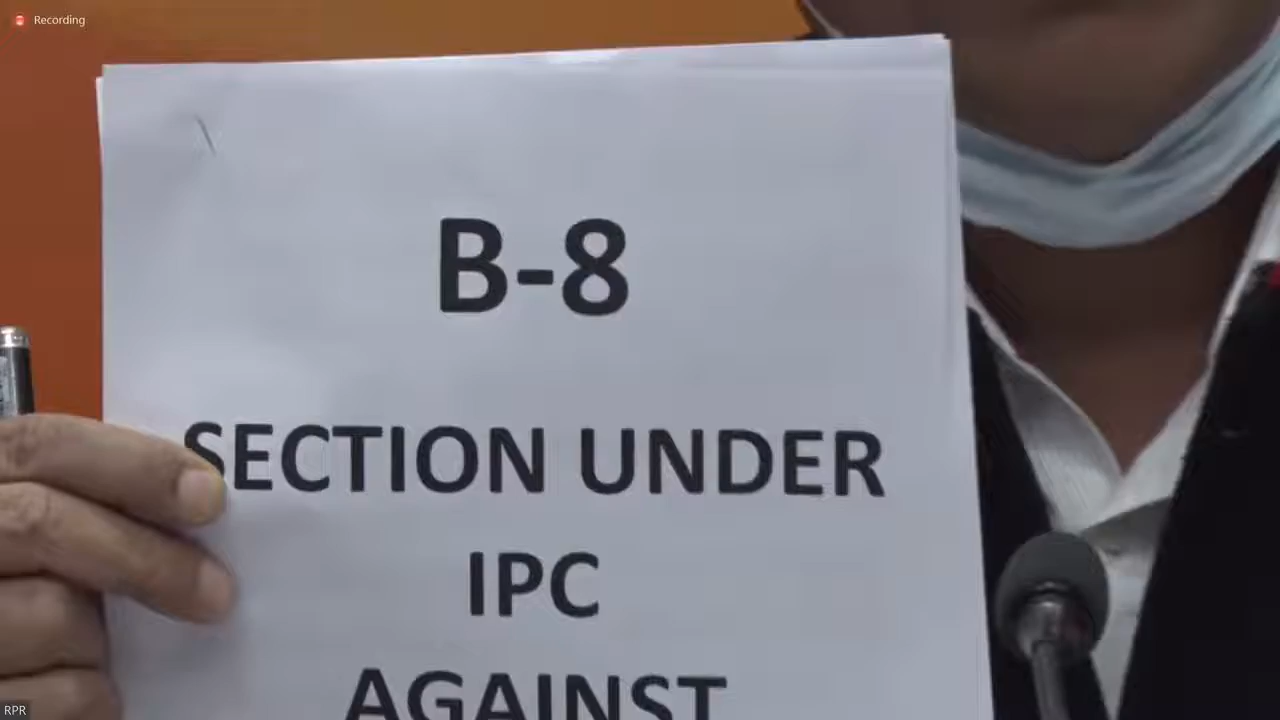 Recording
B-8
SECTION UNDER
IPC
AGAINST
RPR